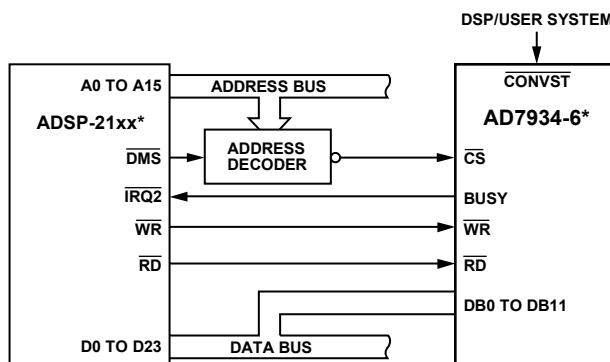 DSP/USER SYSTEM
A0 TO A15
ADDRESS BUS
CONVST
ADSP-21xx*
AD7934-6*
DMS
ADDRESS
DECODER
CS
IRQ2
BUSY
WR
WR
RD
RD
DB0 TO DB11
D0 TO D23
DATA BUS